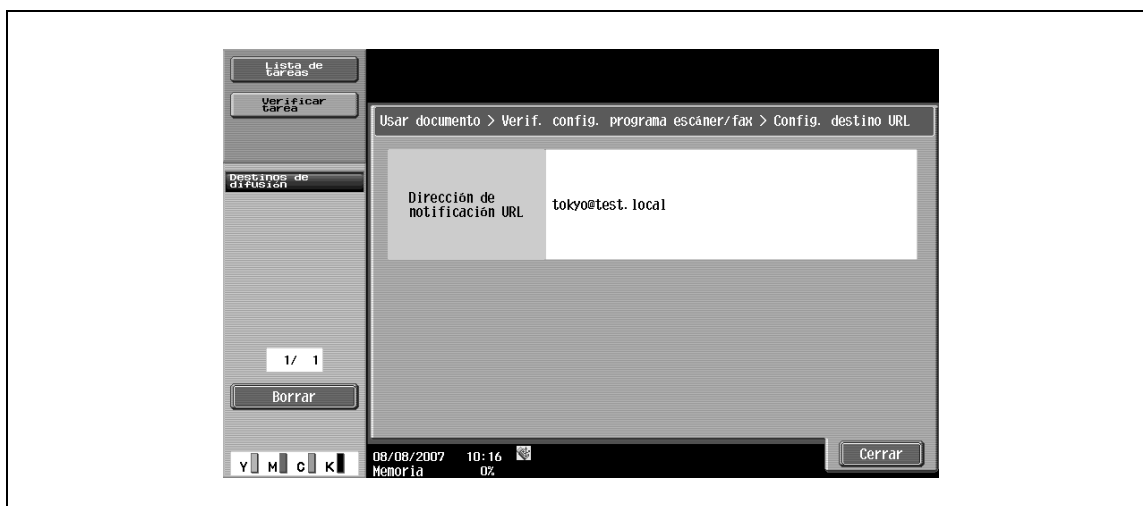 Lista de
tareas
Verificar
tarea
Usar documento > Verif. config. programa escáner/fax > Config. destino URL
Destinos de
difusión
Dirección de
notificación URL
tokyo@test.local
1/ 1
Borrar
Y M C K
08/08/2007 10:16
Memoria 0%
Cerrar